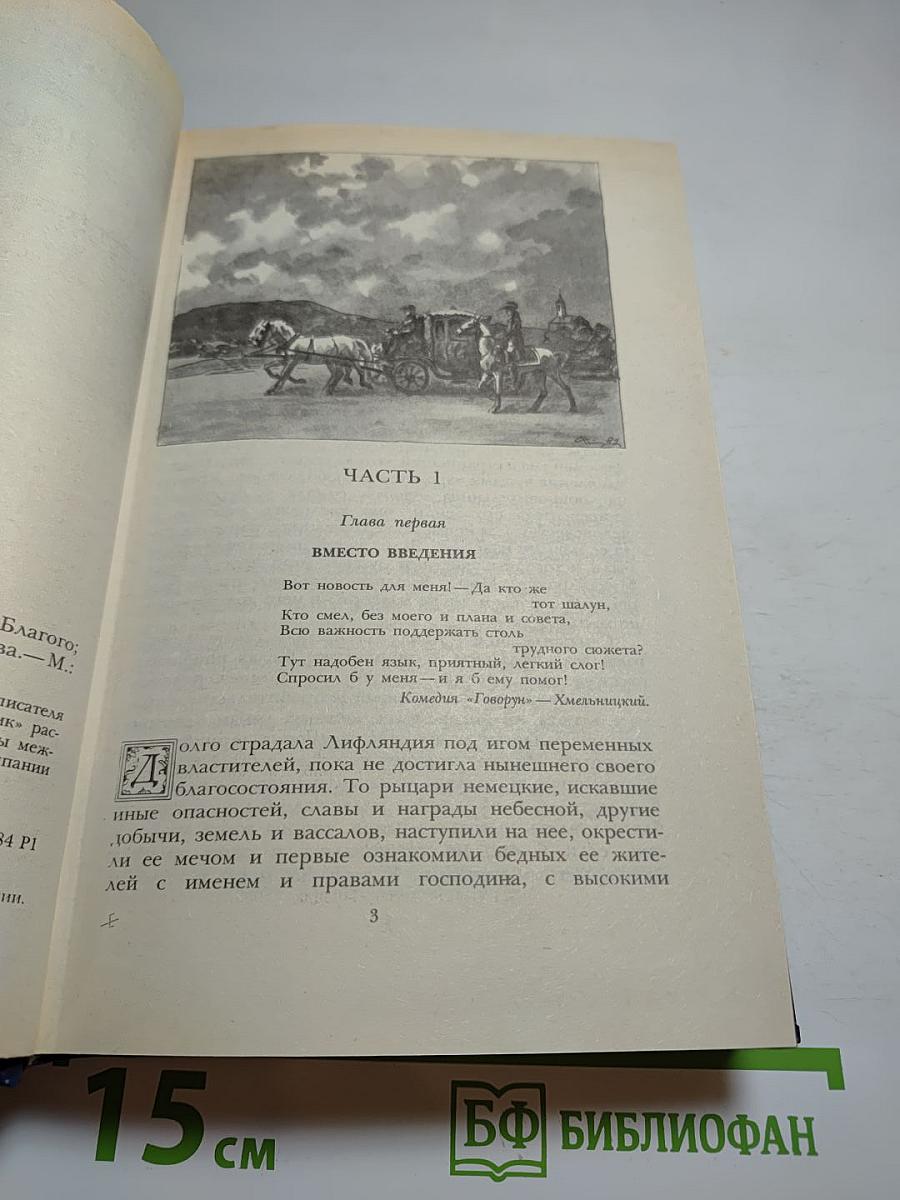 Благого;
ва.— М.:
писателя
ик» рас-
ы меж-
пании
84 Р1
ии.
ЧАСТЬ 1
Глава первая
ВМЕСТО ВВЕДЕНИЯ
Вот новость для меня! — Да кто же
тот шалун,
Кто смел, без моего и плана и совета,
Всю важность поддержать столь
трудного сюжета?
Тут надобен язык, приятный, легкий слог!
Спросил б у меня — и я б ему помог!
Комедия «Говорун» — Хмельницкий.
Долго страдала Лифляндия под игом переменных
властителей, пока не достигла нынешнего своего
благосостояния. То рыцари немецкие, искавшие
иные опасностей, славы и награды небесной, другие
добычи, земель и вассалов, наступили на нее, окрести-
ли ее мечом и первые ознакомили бедных ее жите-
лей с именем и правами господина, с высокими
3
15 см
БФ БИБЛИОФАН